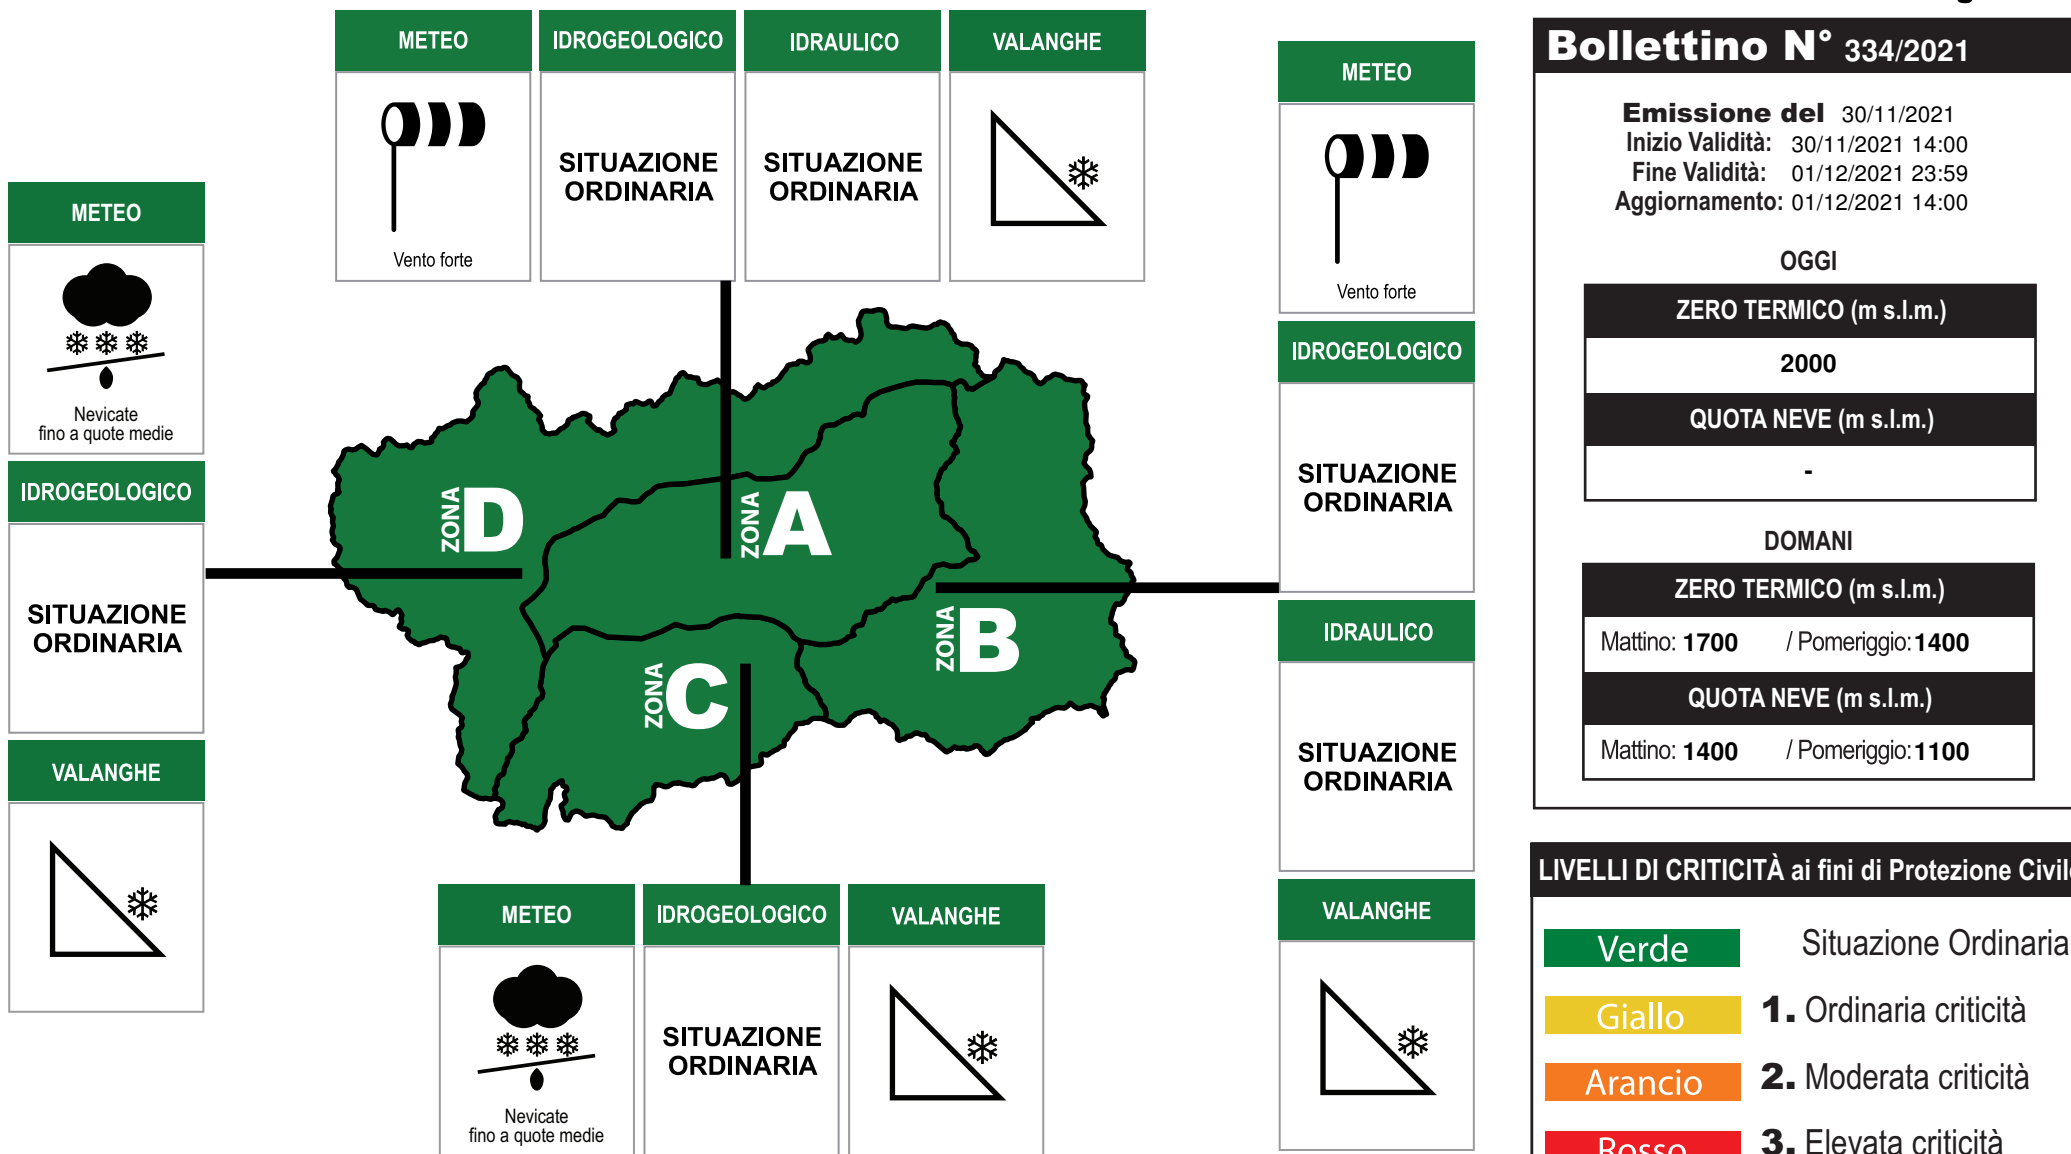 METEO
IDROGEOLOGICO
IDRAULICO
VALANGHE
Vento forte
SITUAZIONE
ORDINARIA
SITUAZIONE
ORDINARIA
METEO
Nevicate
fino a quote medie
IDROGEOLOGICO
SITUAZIONE
ORDINARIA
VALANGHE
ZONA D
ZONA A
ZONA B
ZONA C
METEO
Vento forte
IDROGEOLOGICO
SITUAZIONE
ORDINARIA
IDRAULICO
SITUAZIONE
ORDINARIA
VALANGHE
METEO
IDROGEOLOGICO
VALANGHE
Nevicate
fino a quote medie
SITUAZIONE
ORDINARIA
Bollettino N° 334/2021
Emissione del 30/11/2021
Inizio Validità: 30/11/2021 14:00
Fine Validità: 01/12/2021 23:59
Aggiornamento: 01/12/2021 14:00
OGGI
ZERO TERMICO (m s.l.m.)
2000
QUOTA NEVE (m s.l.m.)
-
DOMANI
ZERO TERMICO (m s.l.m.)
Mattino: 1700 / Pomeriggio: 1400
QUOTA NEVE (m s.l.m.)
Mattino: 1400 / Pomeriggio: 1100
LIVELLI DI CRITICITÀ ai fini di Protezione Civile
Verde Situazione Ordinaria
Giallo 1. Ordinaria criticità
Arancio 2. Moderata criticità
Rosso 3. Elevata criticità